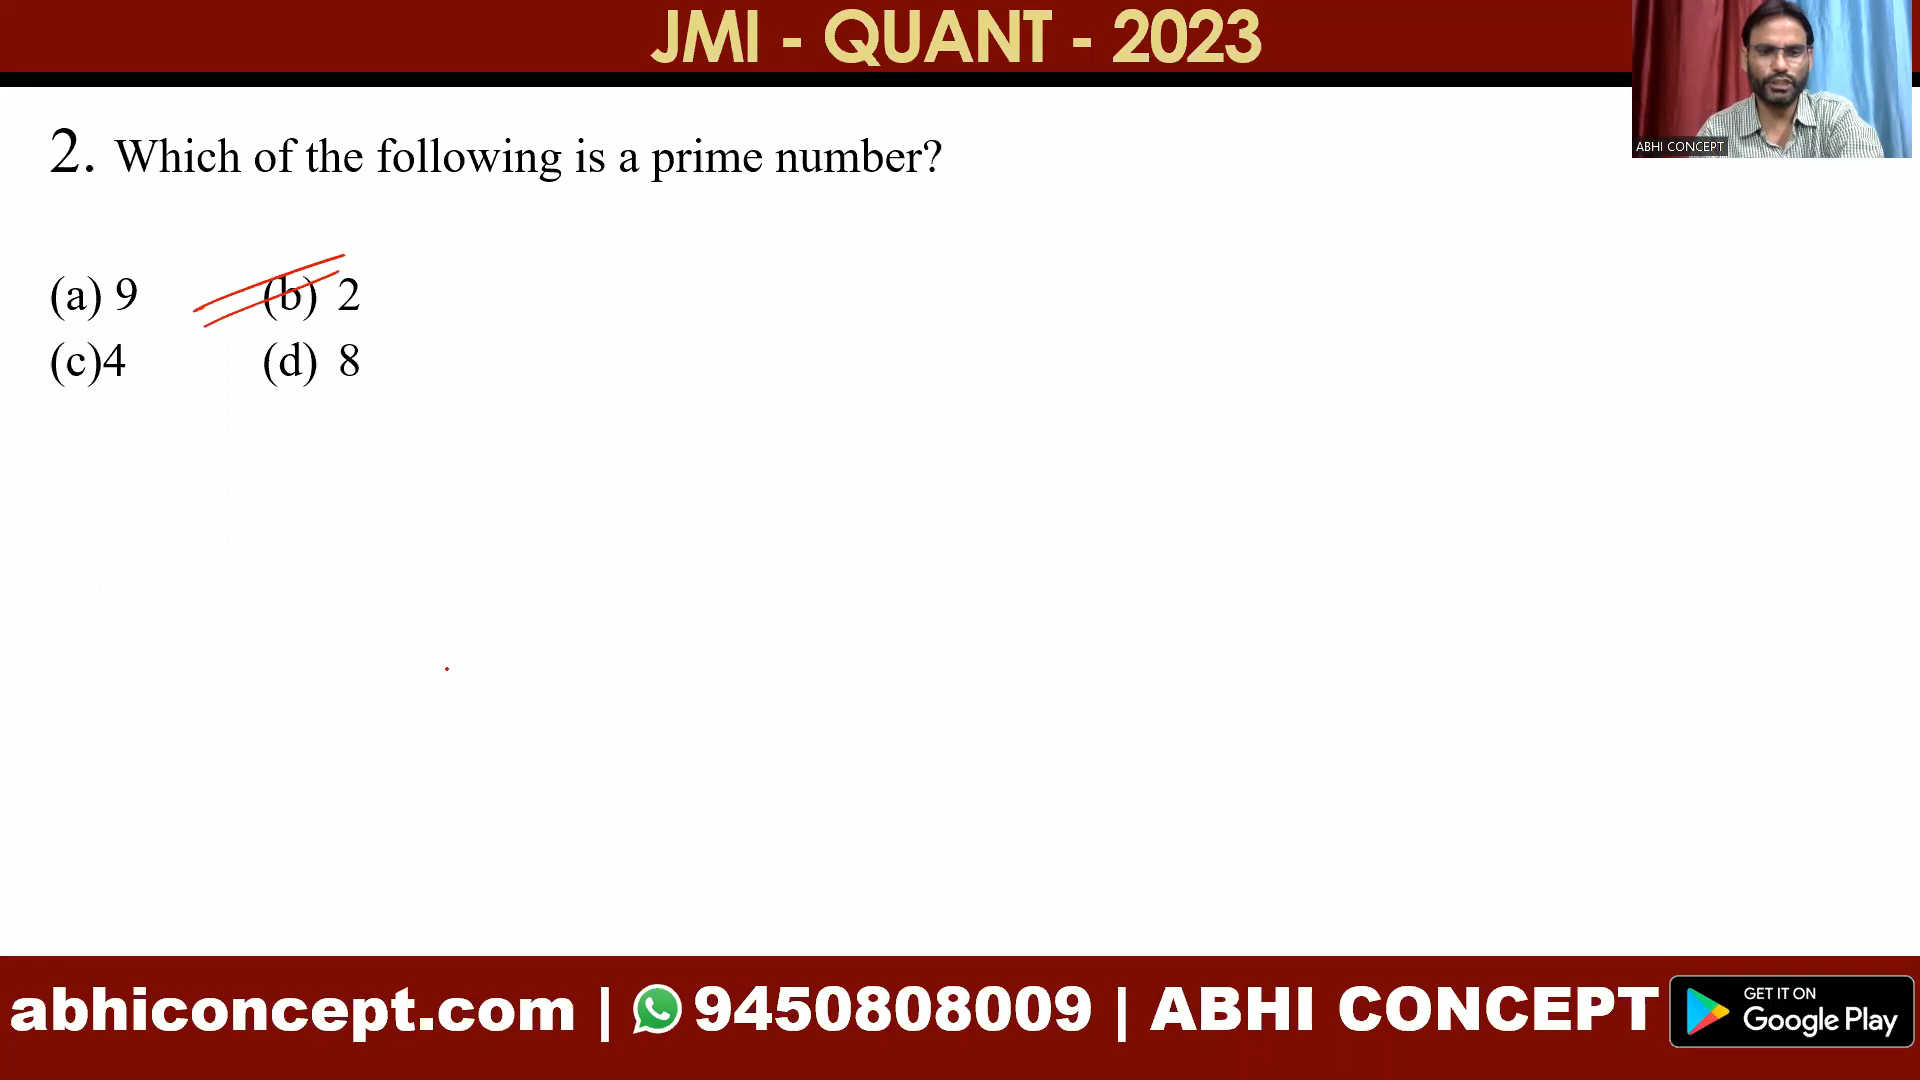 JMI - QUANT - 2023
ABHI CONCEPT
2. Which of the following is a prime number?
(a) 9 (b) 2
(c)4 (d) 8
abhiconcept.com | 9450808009 | ABHI CONCEPT
GET IT ON
Google Play